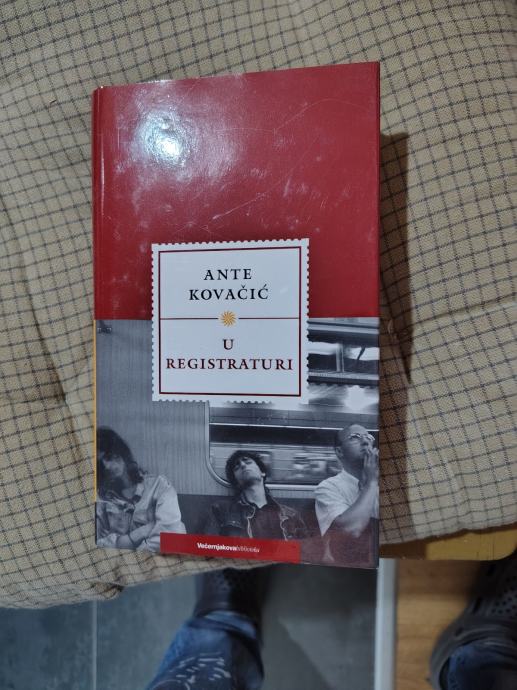 ANTE
KOVAČIĆ
U
REGISTRATURI
Večernjakovabiblioteka